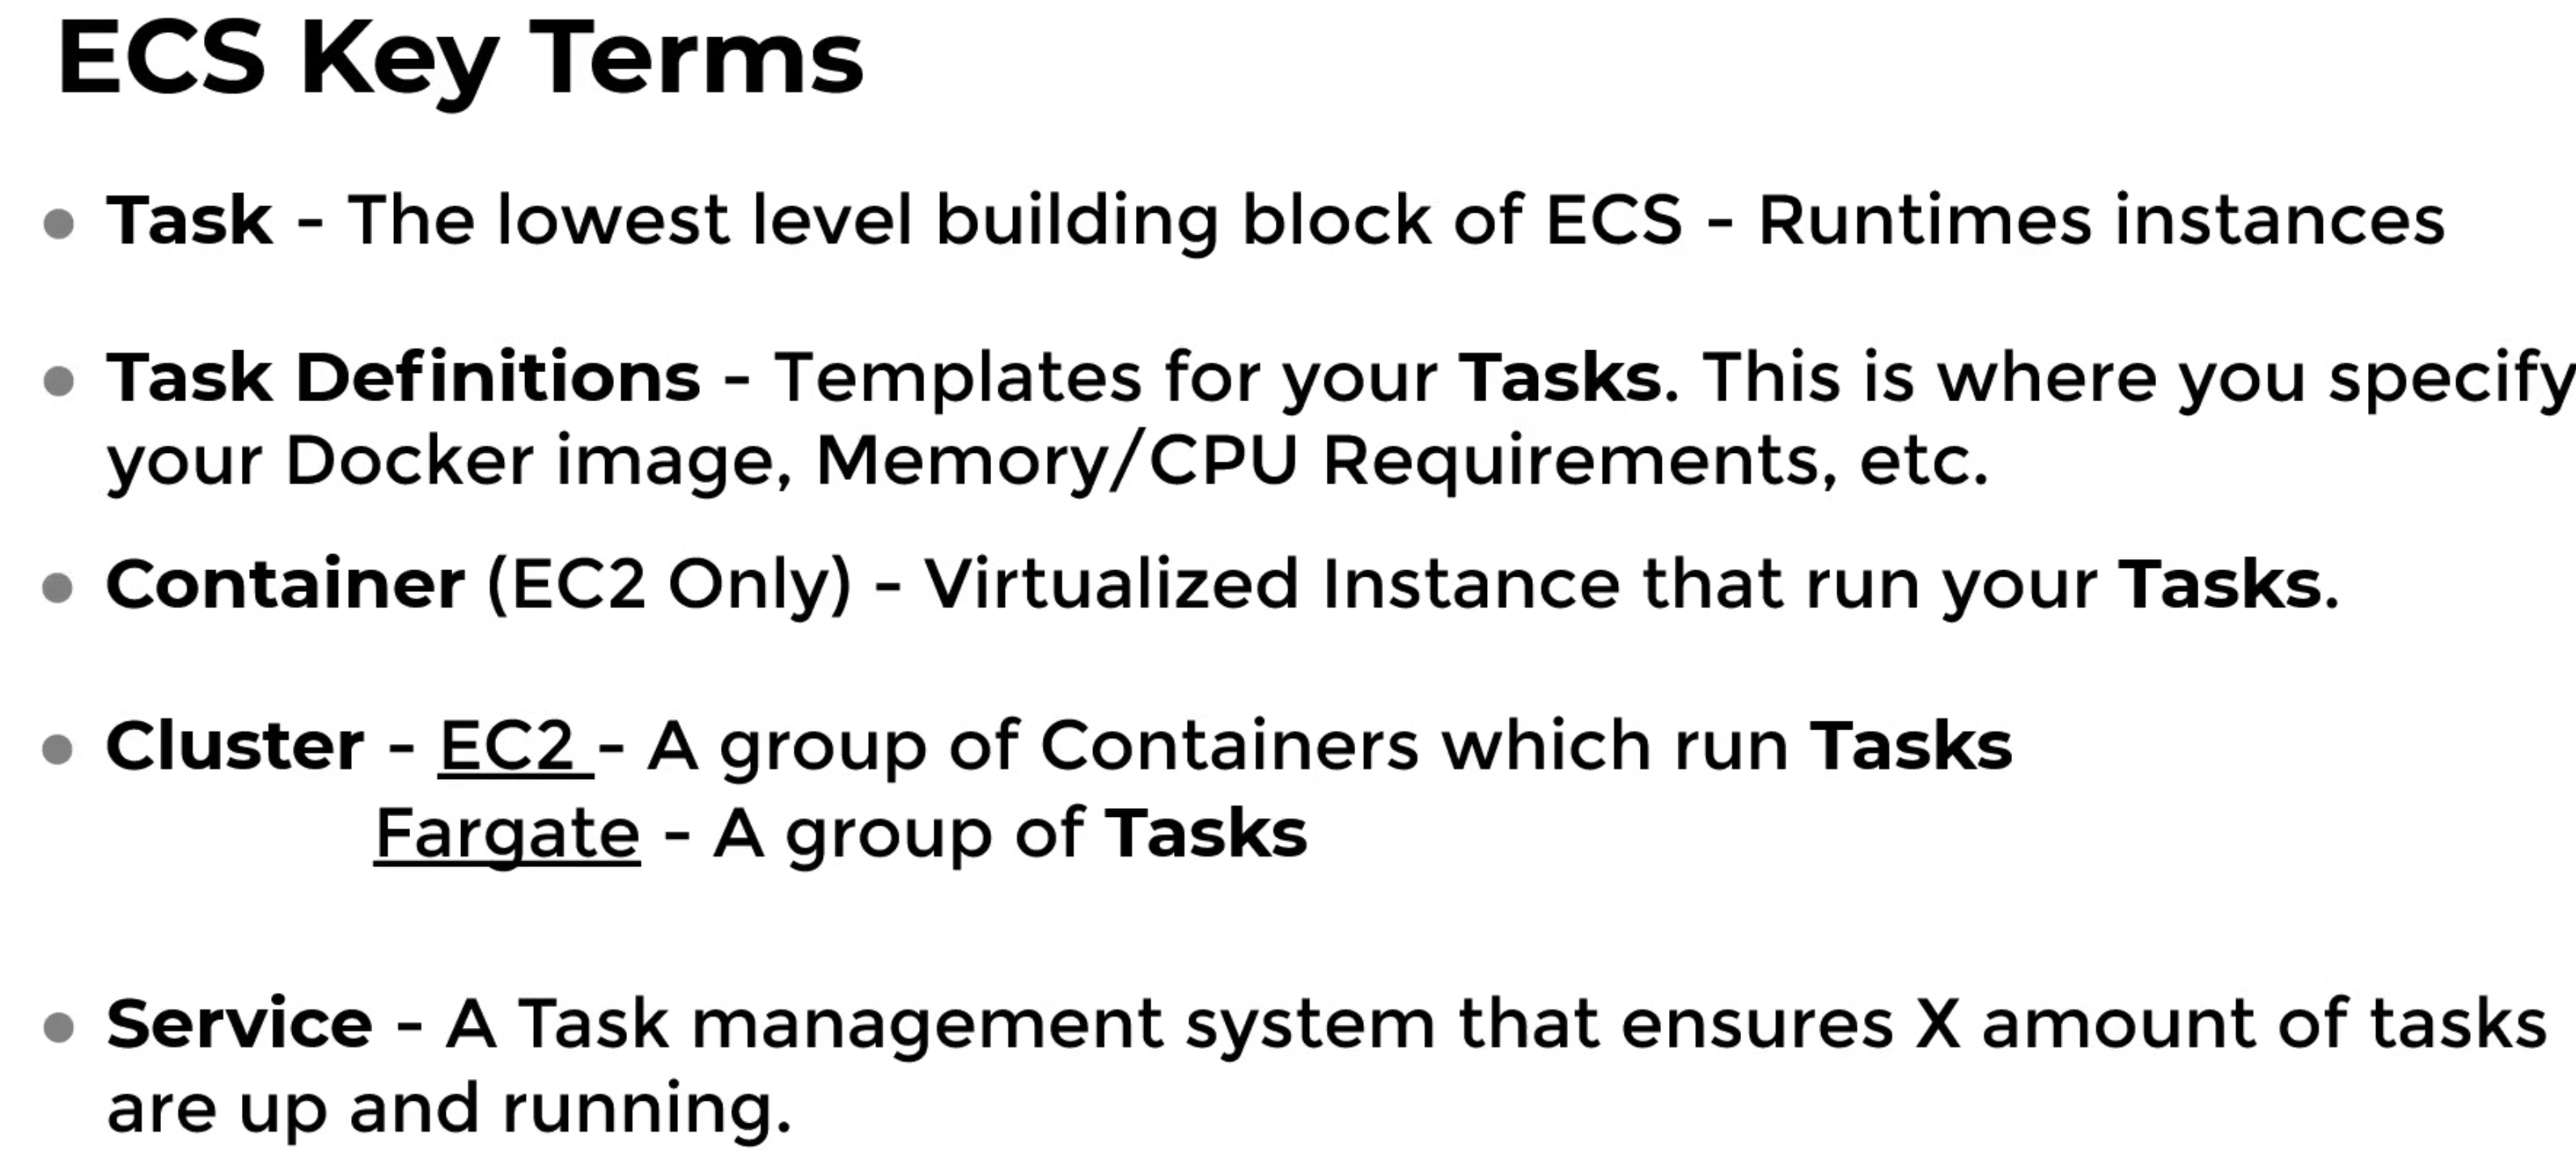 ECS Key Terms
• Task - The lowest level building block of ECS - Runtimes instances
• Task Definitions - Templates for your Tasks. This is where you specify
your Docker image, Memory/CPU Requirements, etc.
• Container (EC2 Only) - Virtualized Instance that run your Tasks.
• Cluster - EC2 - A group of Containers which run Tasks
Fargate - A group of Tasks
• Service - A Task management system that ensures X amount of tasks
are up and running.